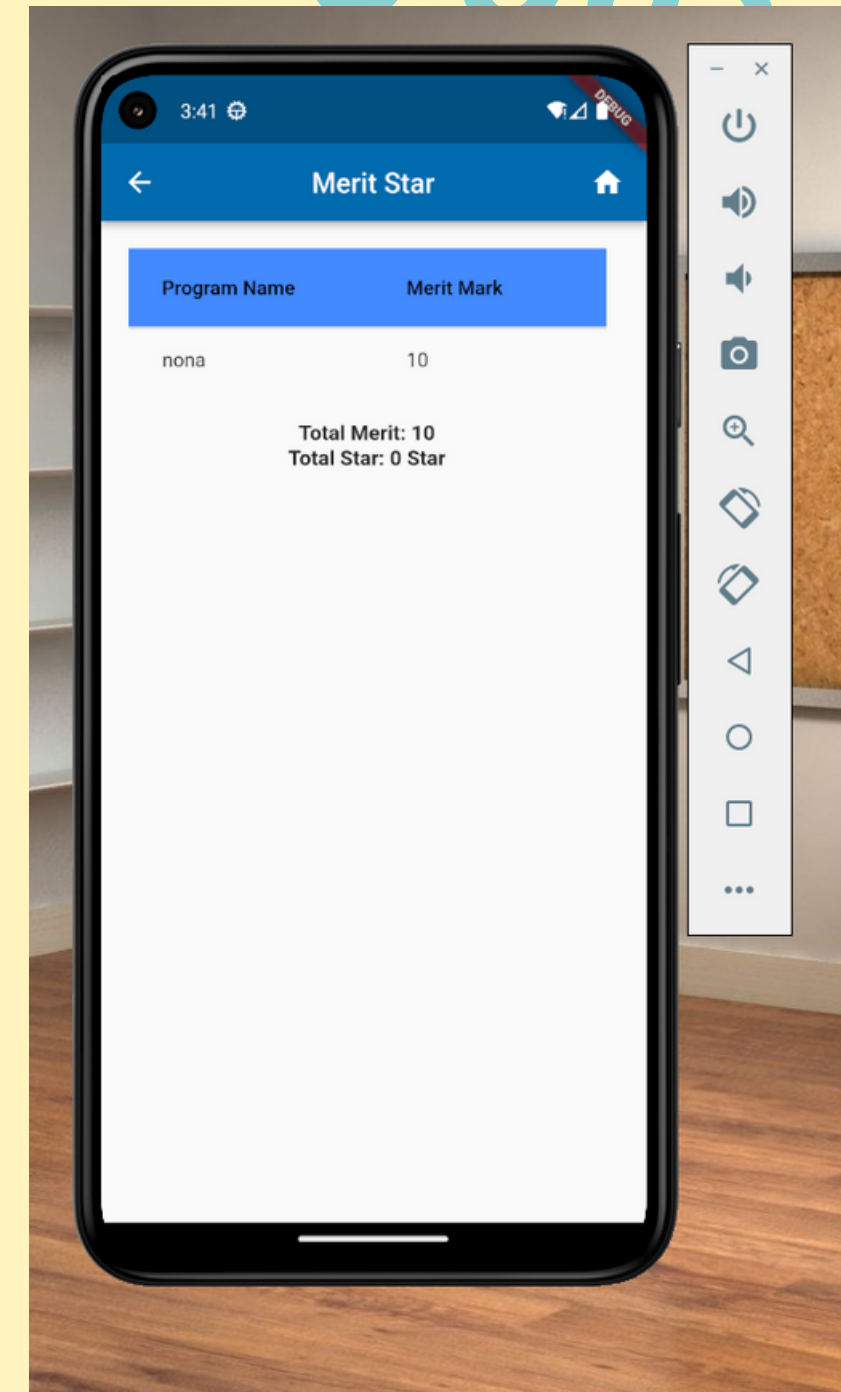 3:41
DEBUG
Merit Star
Program Name Merit Mark
nona 10
Total Merit: 10
Total Star: 0 Star